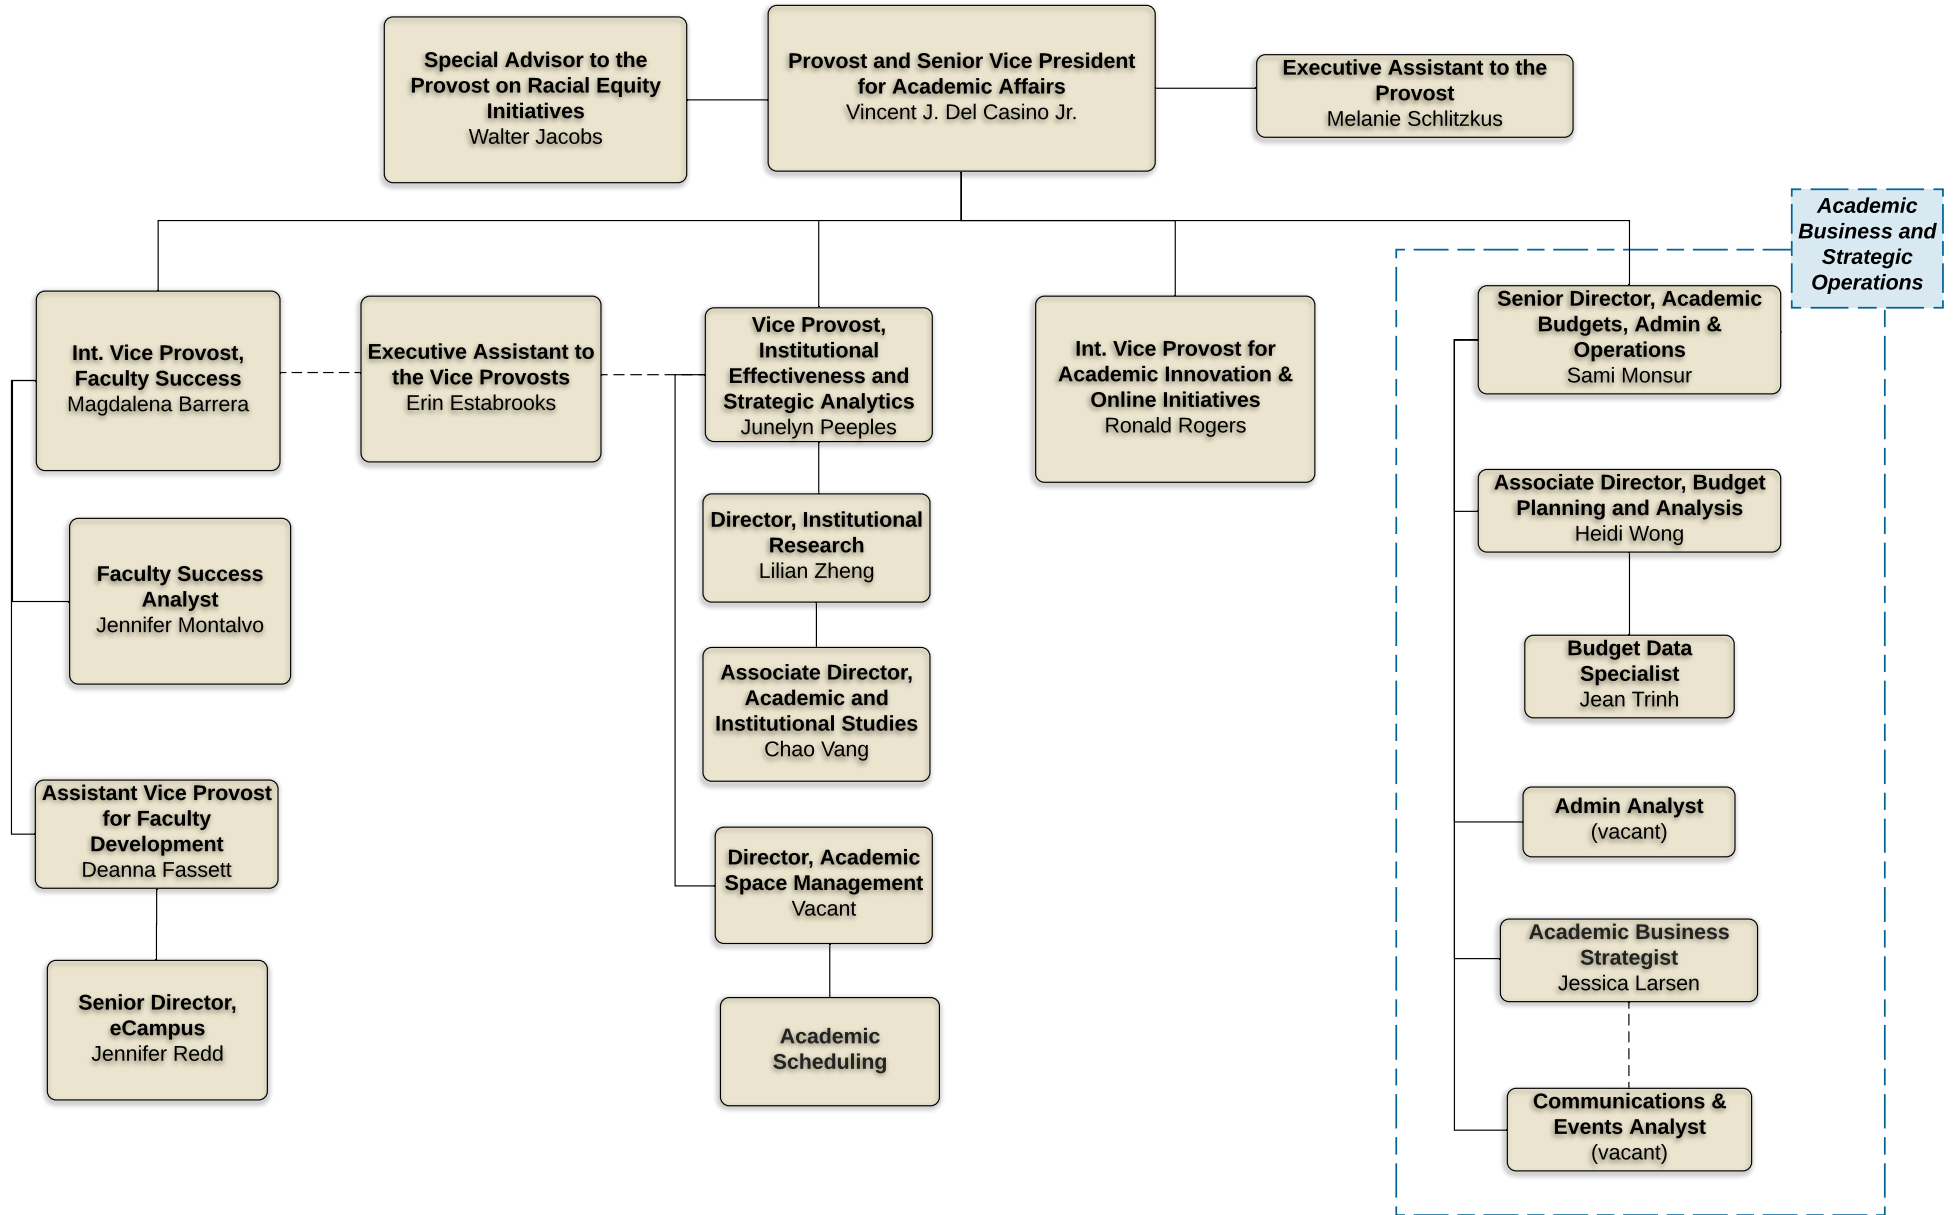 Special Advisor to the
Provost on Racial Equity
Initiatives
Walter Jacobs
Provost and Senior Vice President
for Academic Affairs
Vincent J. Del Casino Jr.
Executive Assistant to the
Provost
Melanie Schlitzkus
Academic
Business and
Strategic
Operations
Int. Vice Provost,
Faculty Success
Magdalena Barrera
Executive Assistant to
the Vice Provosts
Erin Estabrooks
Vice Provost,
Institutional
Effectiveness and
Strategic Analytics
Junelyn Peeples
Int. Vice Provost for
Academic Innovation &
Online Initiatives
Ronald Rogers
Senior Director, Academic
Budgets, Admin &
Operations
Sami Monsur
Faculty Success
Analyst
Jennifer Montalvo
Director, Institutional
Research
Lilian Zheng
Associate Director, Budget
Planning and Analysis
Heidi Wong
Associate Director,
Academic and
Institutional Studies
Chao Vang
Budget Data
Specialist
Jean Trinh
Assistant Vice Provost
for Faculty
Development
Deanna Fassett
Director, Academic
Space Management
Vacant
Admin Analyst
(vacant)
Senior Director,
eCampus
Jennifer Redd
Academic
Scheduling
Academic Business
Strategist
Jessica Larsen
Communications &
Events Analyst
(vacant)